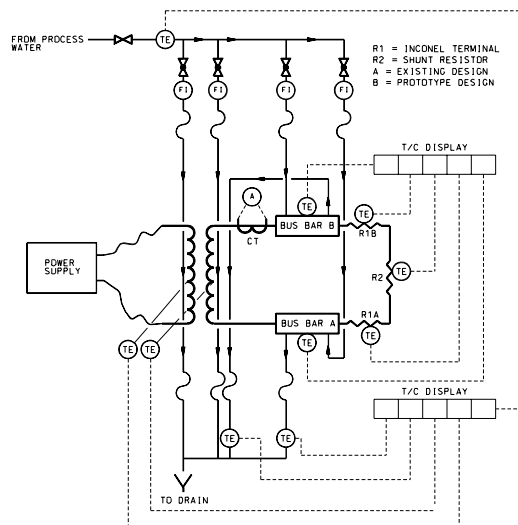 FROM PROCESS
WATER
TE
R1 = INCONEL TERMINAL
R2 = SHUNT RESISTOR
A = EXISTING DESIGN
B = PROTOTYPE DESIGN
FI
FI
FI
FI
T/C DISPLAY
A
TE
TE
BUS BAR B
CT
R1B
POWER
SUPPLY
R2
TE
BUS BAR A
R1A
TE
TE
TE
TE
T/C DISPLAY
TE
TE
TO DRAIN